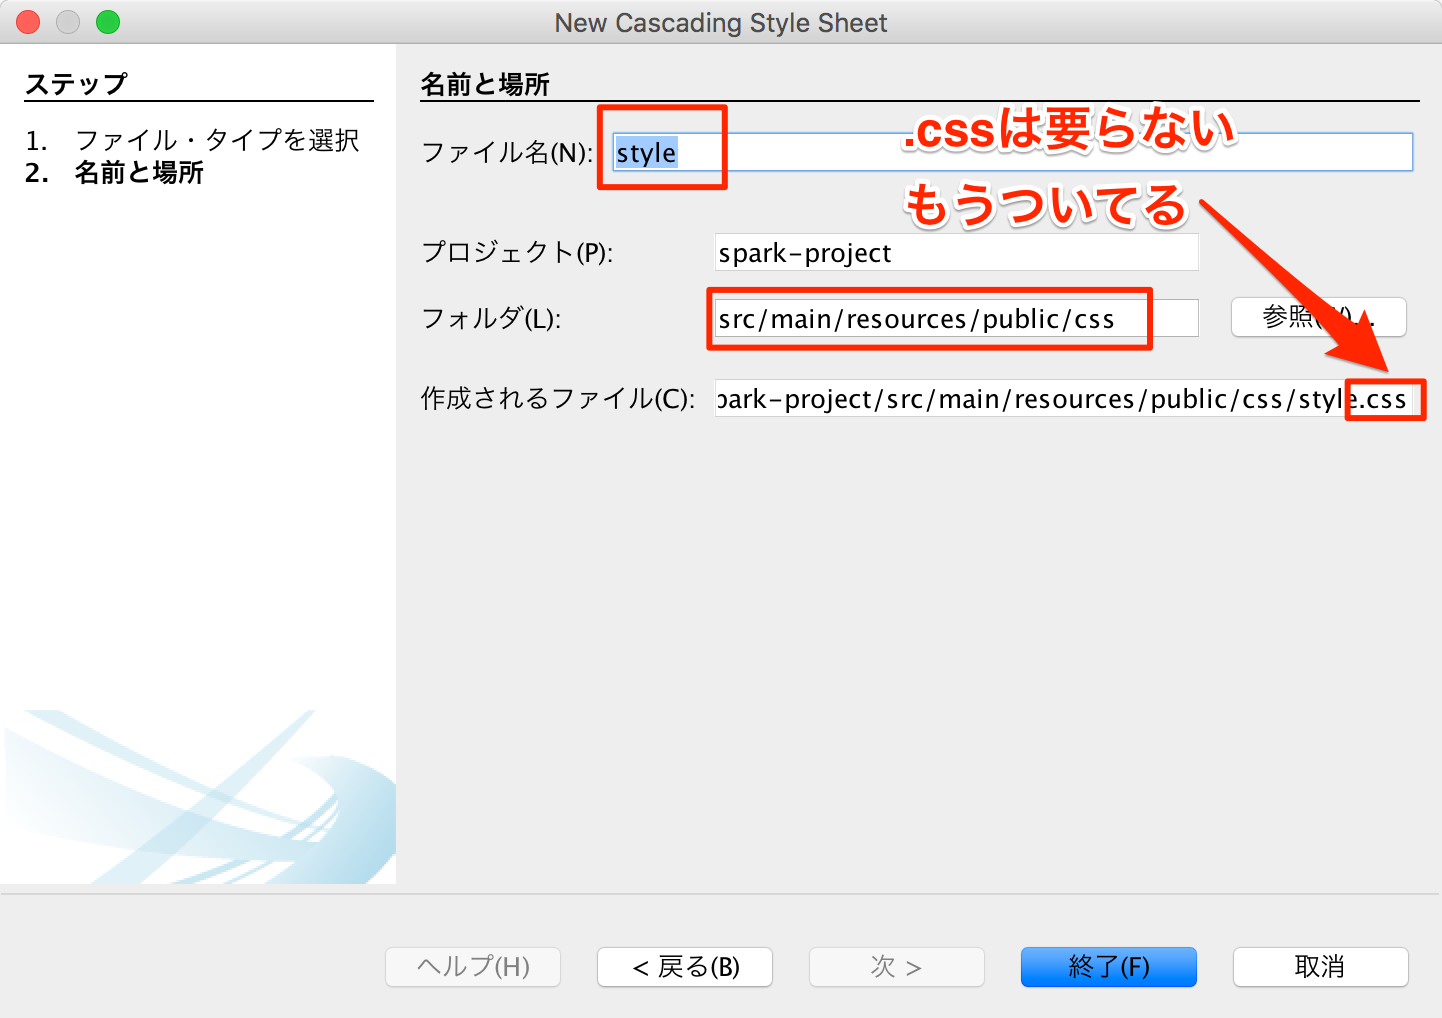 New Cascading Style Sheet
ステップ
1. ファイル・タイプを選択
2. 名前と場所
名前と場所
ファイル名(N): style
.cssは要らない
もうついてる
プロジェクト(P): spark-project
フォルダ(L): src/main/resources/public/css
参照(W)...
作成されるファイル(C): park-project/src/main/resources/public/css/style.css
ヘルプ(H)
< 戻る(B)
次 >
終了(F)
取消